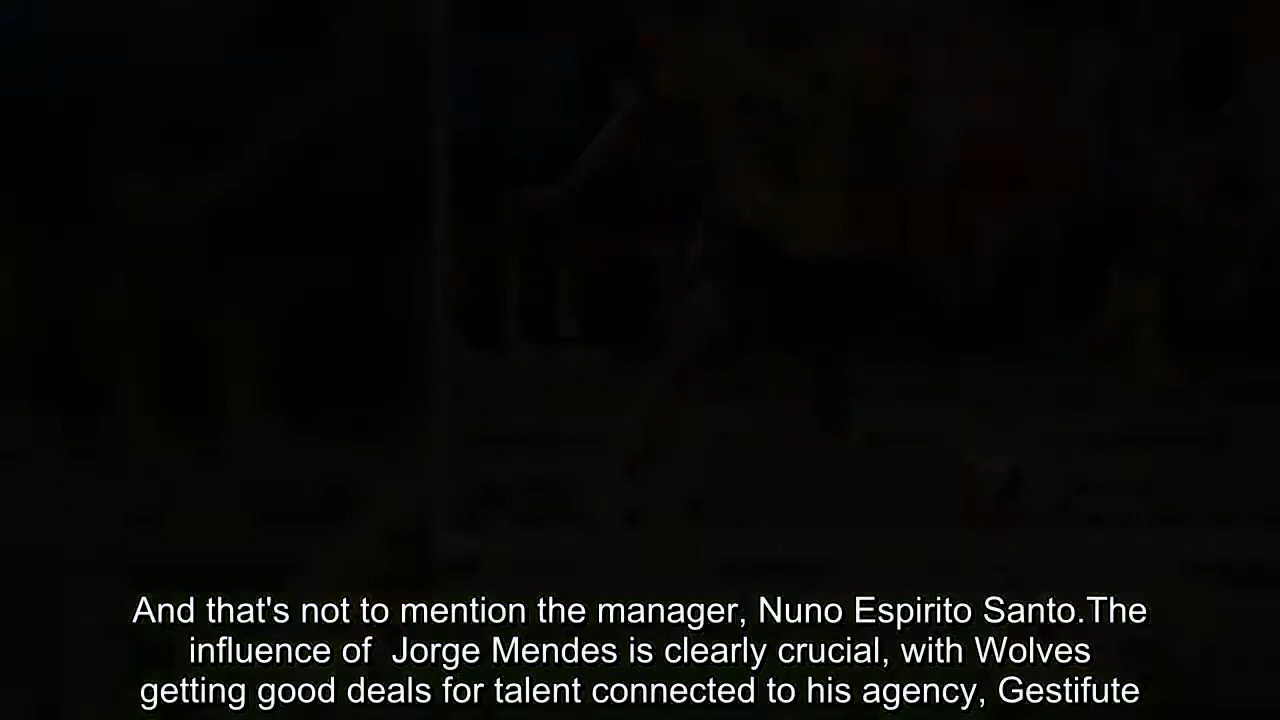 And that's not to mention the manager, Nuno Espirito Santo.The
influence of  Jorge Mendes is clearly crucial, with Wolves
getting good deals for talent connected to his agency, Gestifute